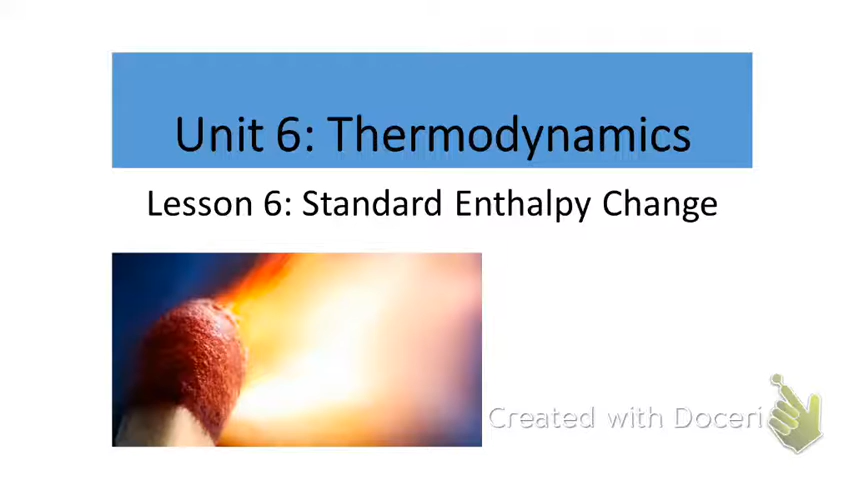 Unit 6: Thermodynamics
Lesson 6: Standard Enthalpy Change
Created with Doceri